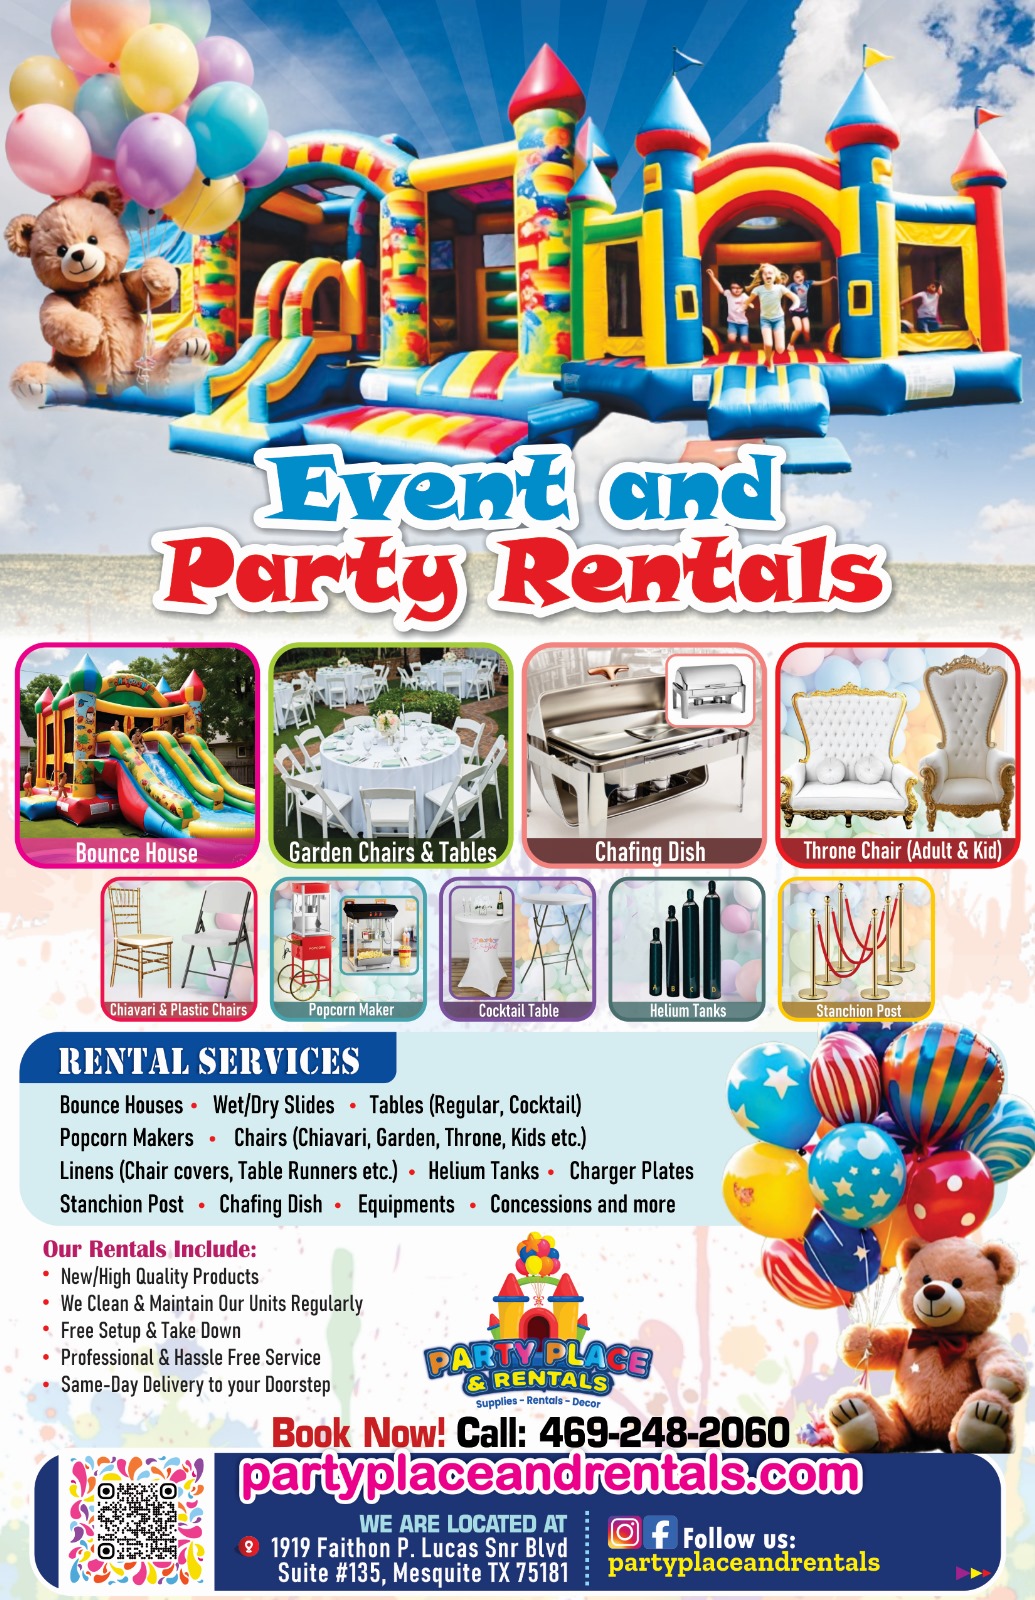 Event and
Party Rentals
Bounce House
Garden Chairs & Tables
Chafing Dish
Throne Chair (Adult & Kid)
Chiavari & Plastic Chairs
Popcorn Maker
Cocktail Table
A B C D
Helium Tanks
Stanchion Post
RENTAL SERVICES
Bounce Houses • Wet/Dry Slides • Tables (Regular, Cocktail)
Popcorn Makers • Chairs (Chiavari, Garden, Throne, Kids etc.)
Linens (Chair covers, Table Runners etc.) • Helium Tanks • Charger Plates
Stanchion Post • Chafing Dish • Equipments • Concessions and more
Our Rentals Include:
• New/High Quality Products
• We Clean & Maintain Our Units Regularly
• Free Setup & Take Down
• Professional & Hassle Free Service
• Same-Day Delivery to your Doorstep
PARTY PLACE
& RENTALS
Supplies - Rentals - Decor
Book Now! Call: 469-248-2060
partyplaceandrentals.com
WE ARE LOCATED AT
1919 Faithon P. Lucas Snr Blvd
Suite #135, Mesquite TX 75181
Follow us:
partyplaceandrentals